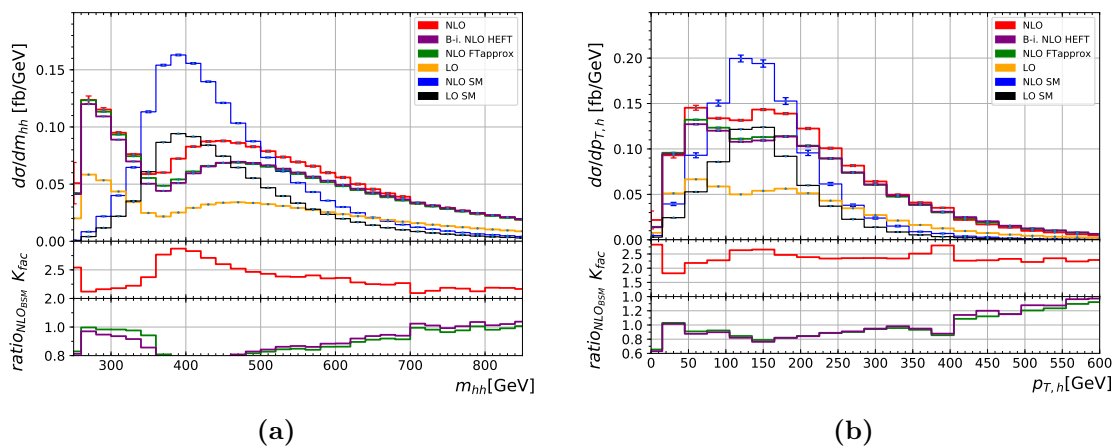 NLO
B-i. NLO HEFT
NLO FTapprox
LO
NLO SM
LO SM
dσ/dm_hh [fb/GeV]
0.15
0.10
0.05
0.00
K_fac
2.5
2.0
ratio_NLO_BSM
1.0
0.8
300 400 500 600 700 800
m_hh[GeV]
(a)
NLO
B-i. NLO HEFT
NLO FTapprox
LO
NLO SM
LO SM
dσ/dp_T,h [fb/GeV]
0.20
0.15
0.10
0.05
0.00
K_fac
2.5
2.0
1.5
1.0
ratio_NLO_BSM
1.2
1.0
0.8
0.6
0 50 100 150 200 250 300 350 400 450 500 550 600
p_T,h[GeV]
(b)